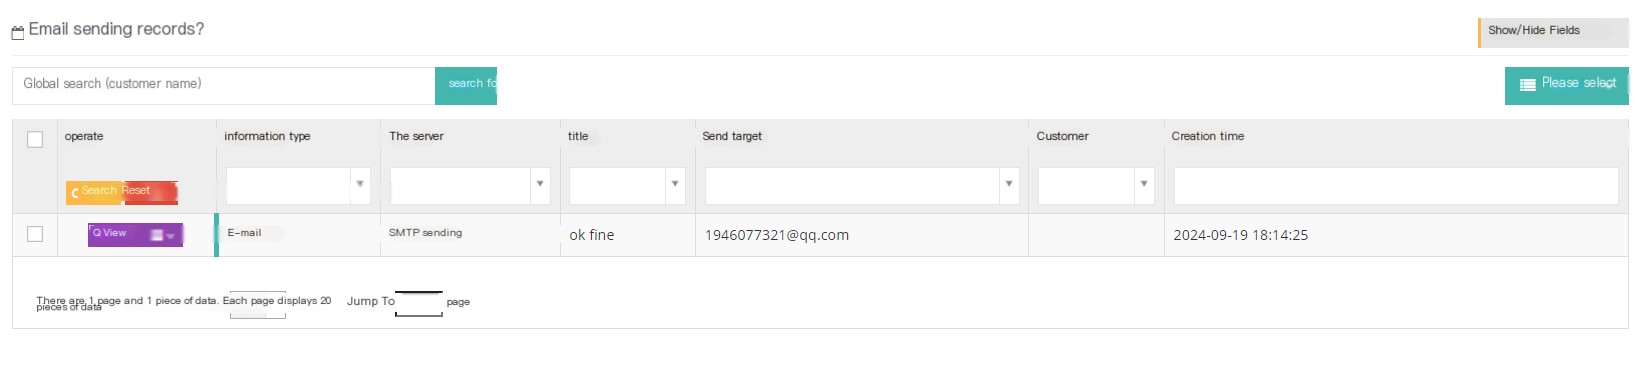 Email sending records?
Show/Hide Fields
Global search (customer name)
search fo
Please select
operate
information type
The server
title
Send target
Customer
Creation time
Search Reset
Q View
E-mail
SMTP sending
ok fine
1946077321@qq.com
2024-09-19 18:14:25
There are 1 page and 1 piece of data. Each page displays 20
pieces of data
Jump To
page